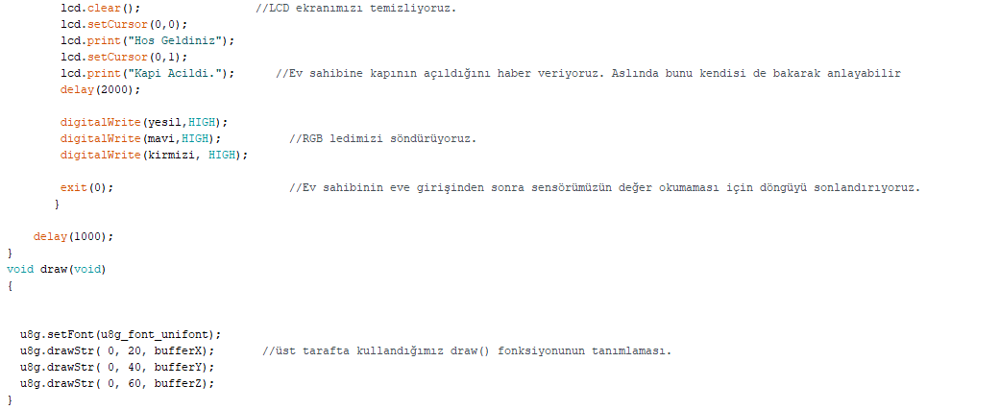 lcd.clear(); //LCD ekranımızı temizliyoruz.
lcd.setCursor(0,0);
lcd.print("Hos Geldiniz");
lcd.setCursor(0,1);
lcd.print("Kapi Acildi."); //Ev sahibine kapının açıldığını haber veriyoruz. Aslında bunu kendisi de bakarak anlayabilir
delay(2000);
digitalWrite(yesil,HIGH);
digitalWrite(mavi,HIGH); //RGB ledimizi söndürüyoruz.
digitalWrite(kirmizi, HIGH);
exit(0); //Ev sahibinin eve girişinden sonra sensörümüzün değer okumaması için döngüyü sonlandırıyoruz.
}
delay(1000);
}
void draw(void)
{
u8g.setFont(u8g_font_unifont);
u8g.drawStr( 0, 20, bufferX); //üst tarafta kullandığımız draw() fonksiyonunun tanımlaması.
u8g.drawStr( 0, 40, bufferY);
u8g.drawStr( 0, 60, bufferZ);
}